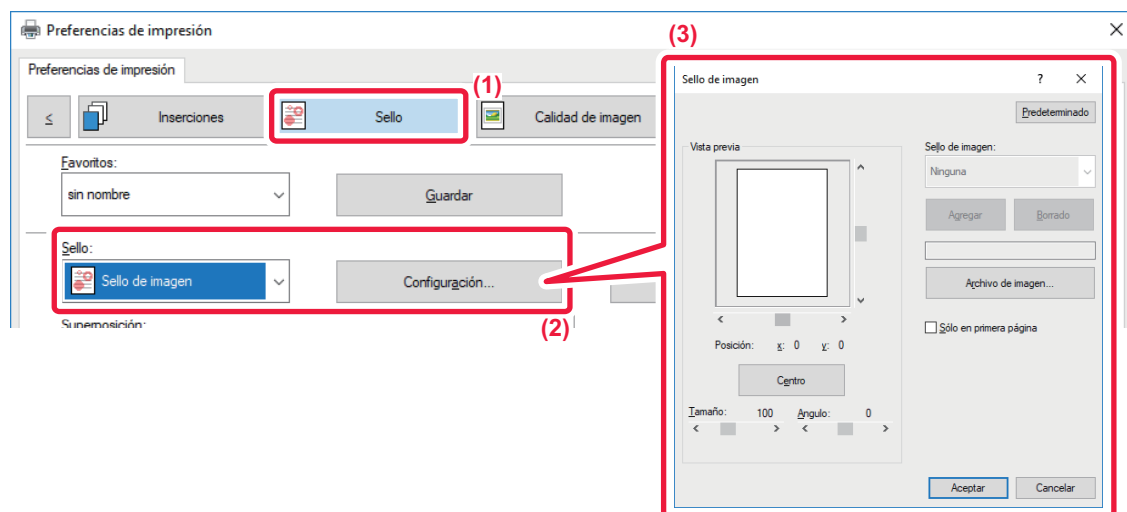 Preferencias de impresión
Preferencias de impresión
(1)
<
Inserciones
Sello
Calidad de imagen
Favoritos:
sin nombre
Guardar
Sello:
Sello de imagen
Configuración...
Superposición:
(2)
(3)
Sello de imagen
?
Predeterminado
Vista previa
Posición: x: 0 y: 0
Centro
Tamaño: 100 Angulo: 0
Sello de imagen:
Ninguna
Agregar Borrado
Archivo de imagen...
Sólo en primera página
Aceptar Cancelar